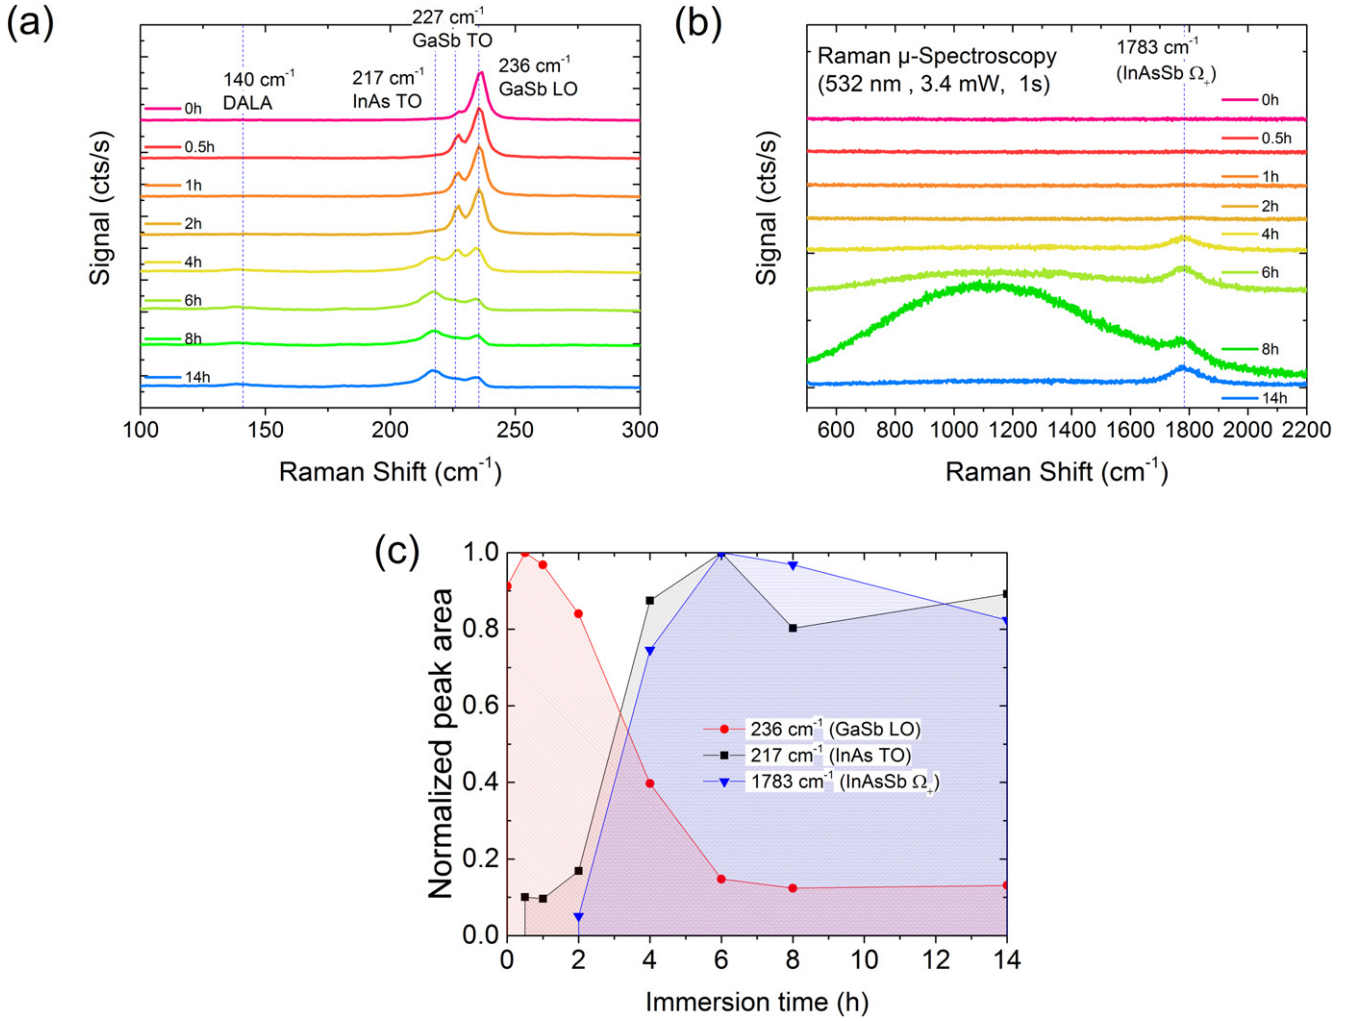 (a)
227 cm-1
GaSb TO
140 cm-1
DALA
217 cm-1
InAs TO
236 cm-1
GaSb LO
0h
0.5h
1h
2h
4h
6h
8h
14h
Signal (cts/s)
100 150 200 250 300
Raman Shift (cm-1)
(b)
Raman µ-Spectroscopy
(532 nm , 3.4 mW, 1s)
1783 cm-1
(InAsSb Ω+)
0h
0.5h
1h
2h
4h
6h
8h
14h
Signal (cts/s)
600 800 1000 1200 1400 1600 1800 2000 2200
Raman Shift (cm-1)
(c)
1.0
0.8
0.6
0.4
0.2
0.0
Normalized peak area
236 cm-1 (GaSb LO)
217 cm-1 (InAs TO)
1783 cm-1 (InAsSb Ω+)
0 2 4 6 8 10 12 14
Immersion time (h)